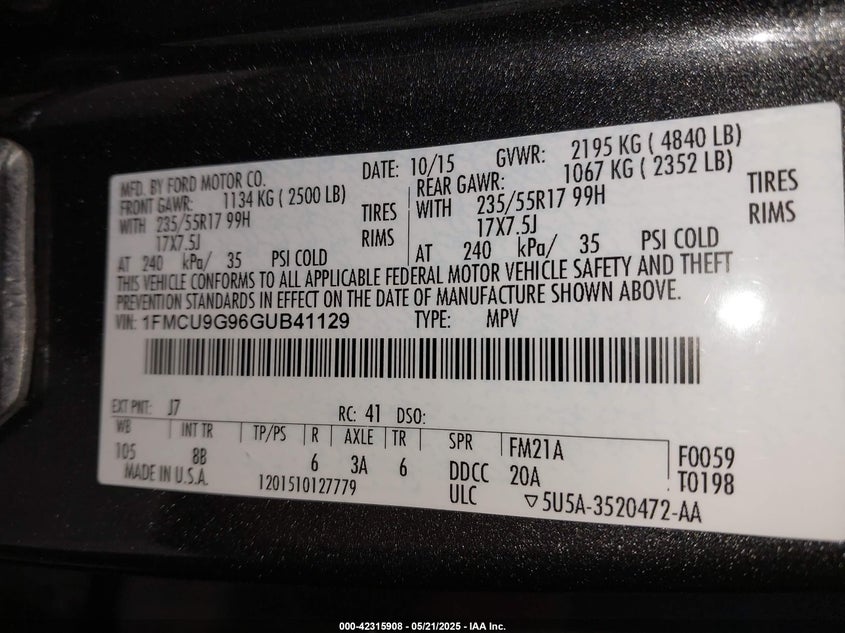 MFD. BY FORD MOTOR CO. DATE: 10/15 GVWR: 2195 KG ( 4840 LB)
FRONT GAWR: 1134 KG ( 2500 LB) REAR GAWR: 1067 KG ( 2352 LB)
WITH 235/55R17 99H TIRES WITH 235/55R17 99H TIRES
17X7.5J RIMS 17X7.5J RIMS
AT 240 kPa/ 35 PSI COLD AT 240 kPa/ 35 PSI COLD
THIS VEHICLE CONFORMS TO ALL APPLICABLE FEDERAL MOTOR VEHICLE SAFETY AND THEFT
PREVENTION STANDARDS IN EFFECT ON THE DATE OF MANUFACTURE SHOWN ABOVE.
VIN: 1FMCU9G96GUB41129 TYPE: MPV
EXT PNT: J7 RC: 41 DSO:
WB INT TR TP/PS R AXLE TR SPR FM21A F0059
105 8B 6 3A 6 DDCC 20A T0198
MADE IN U.S.A. 1201510127779 ULC ▽5U5A-3520472-AA
000-42315908 - 05/21/2025 - IAA Inc.